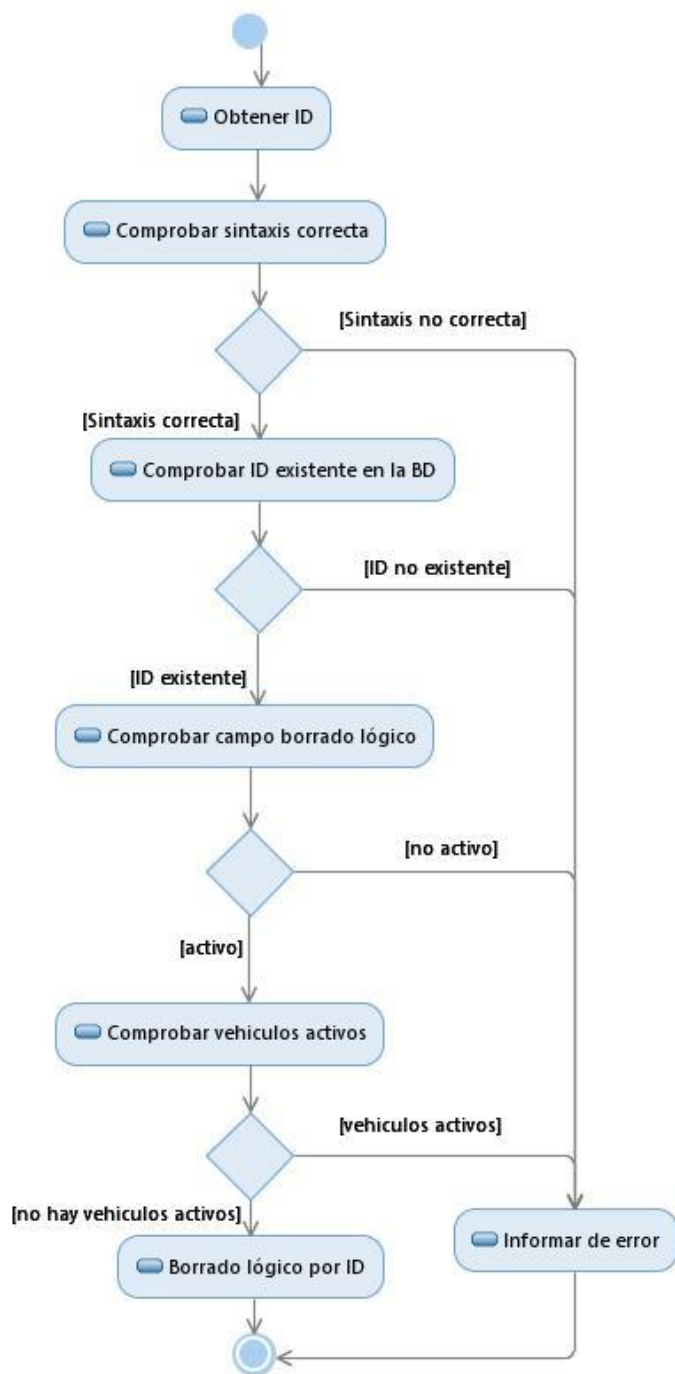 Obtener ID
Comprobar sintaxis correcta
[Sintaxis no correcta]
[Sintaxis correcta]
Comprobar ID existente en la BD
[ID no existente]
[ID existente]
Comprobar campo borrado lógico
[no activo]
[activo]
Comprobar vehiculos activos
[vehiculos activos]
[no hay vehiculos activos]
Informar de error
Borrado lógico por ID